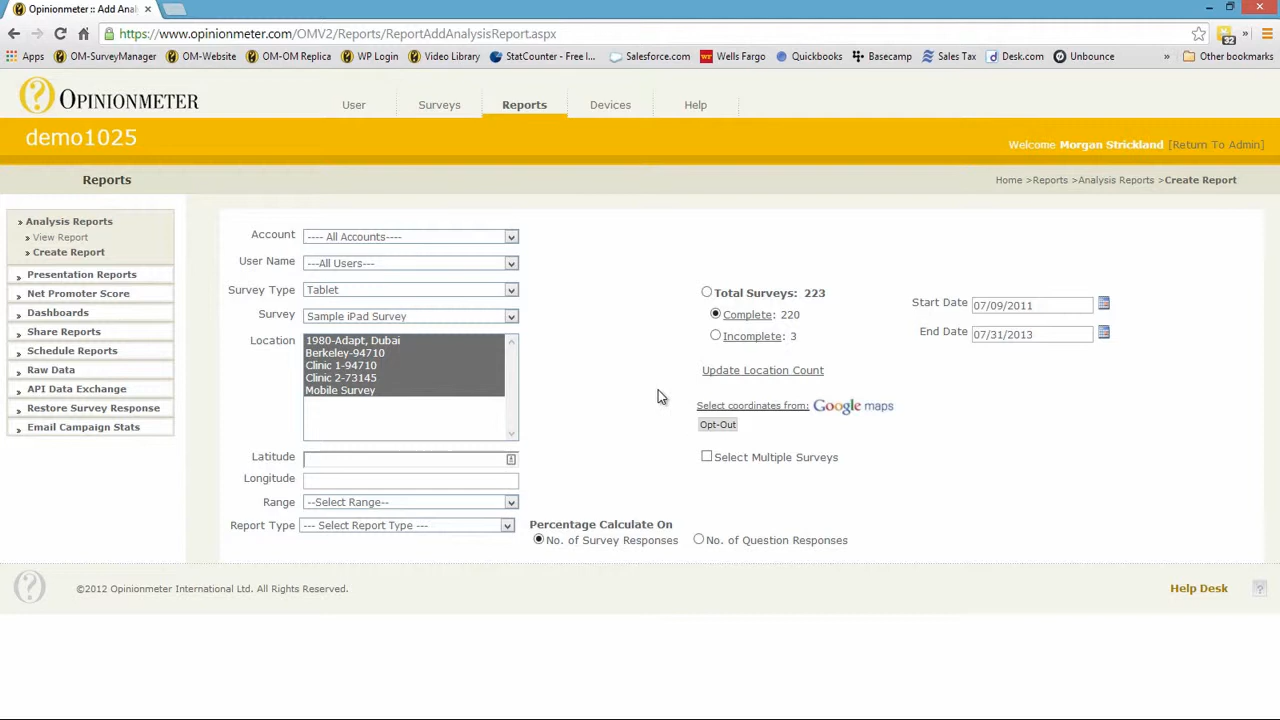 Opinionmeter :: Add Anal
https://www.opinionmeter.com/OMV2/Reports/ReportAddAnalysisReport.aspx
Apps OM-SurveyManager OM-Website OM-OM Replica WP Login Video Library StatCounter - Free I... Salesforce.com Wells Fargo Quickbooks Basecamp Sales Tax Desk.com Unbounce » Other bookmarks
OPINIONMETER
User Surveys Reports Devices Help
demo1025
Welcome Morgan Strickland [Return To Admin]
Reports
Home >Reports >Analysis Reports >Create Report
Analysis Reports
View Report
Create Report
Presentation Reports
Net Promoter Score
Dashboards
Share Reports
Schedule Reports
Raw Data
API Data Exchange
Restore Survey Response
Email Campaign Stats
Account ---- All Accounts----
User Name ---All Users---
Survey Type Tablet
Survey Sample iPad Survey
Location 1980-Adapt, Dubai
Berkeley-94710
Clinic 1-94710
Clinic 2-73145
Mobile Survey
Latitude
Longitude
Range --Select Range--
Report Type --- Select Report Type ---
Percentage Calculate On
No. of Survey Responses No. of Question Responses
Total Surveys: 223
Complete: 220
Incomplete: 3
Update Location Count
Select coordinates from: Google maps
Opt-Out
Select Multiple Surveys
Start Date 07/09/2011
End Date 07/31/2013
©2012 Opinionmeter International Ltd. All Rights Reserved.
Help Desk ?